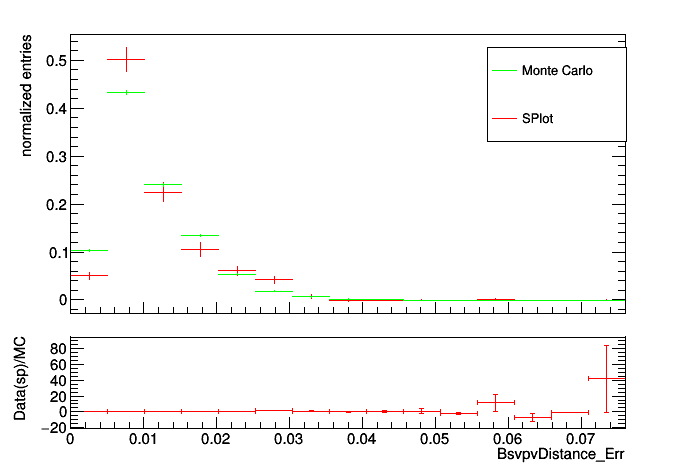 normalized entries
0.5
0.4
0.3
0.2
0.1
0
Monte Carlo
SPlot
Data(sp)/MC
80
60
40
20
0
−20
0 0.01 0.02 0.03 0.04 0.05 0.06 0.07
BsvpvDistance_Err